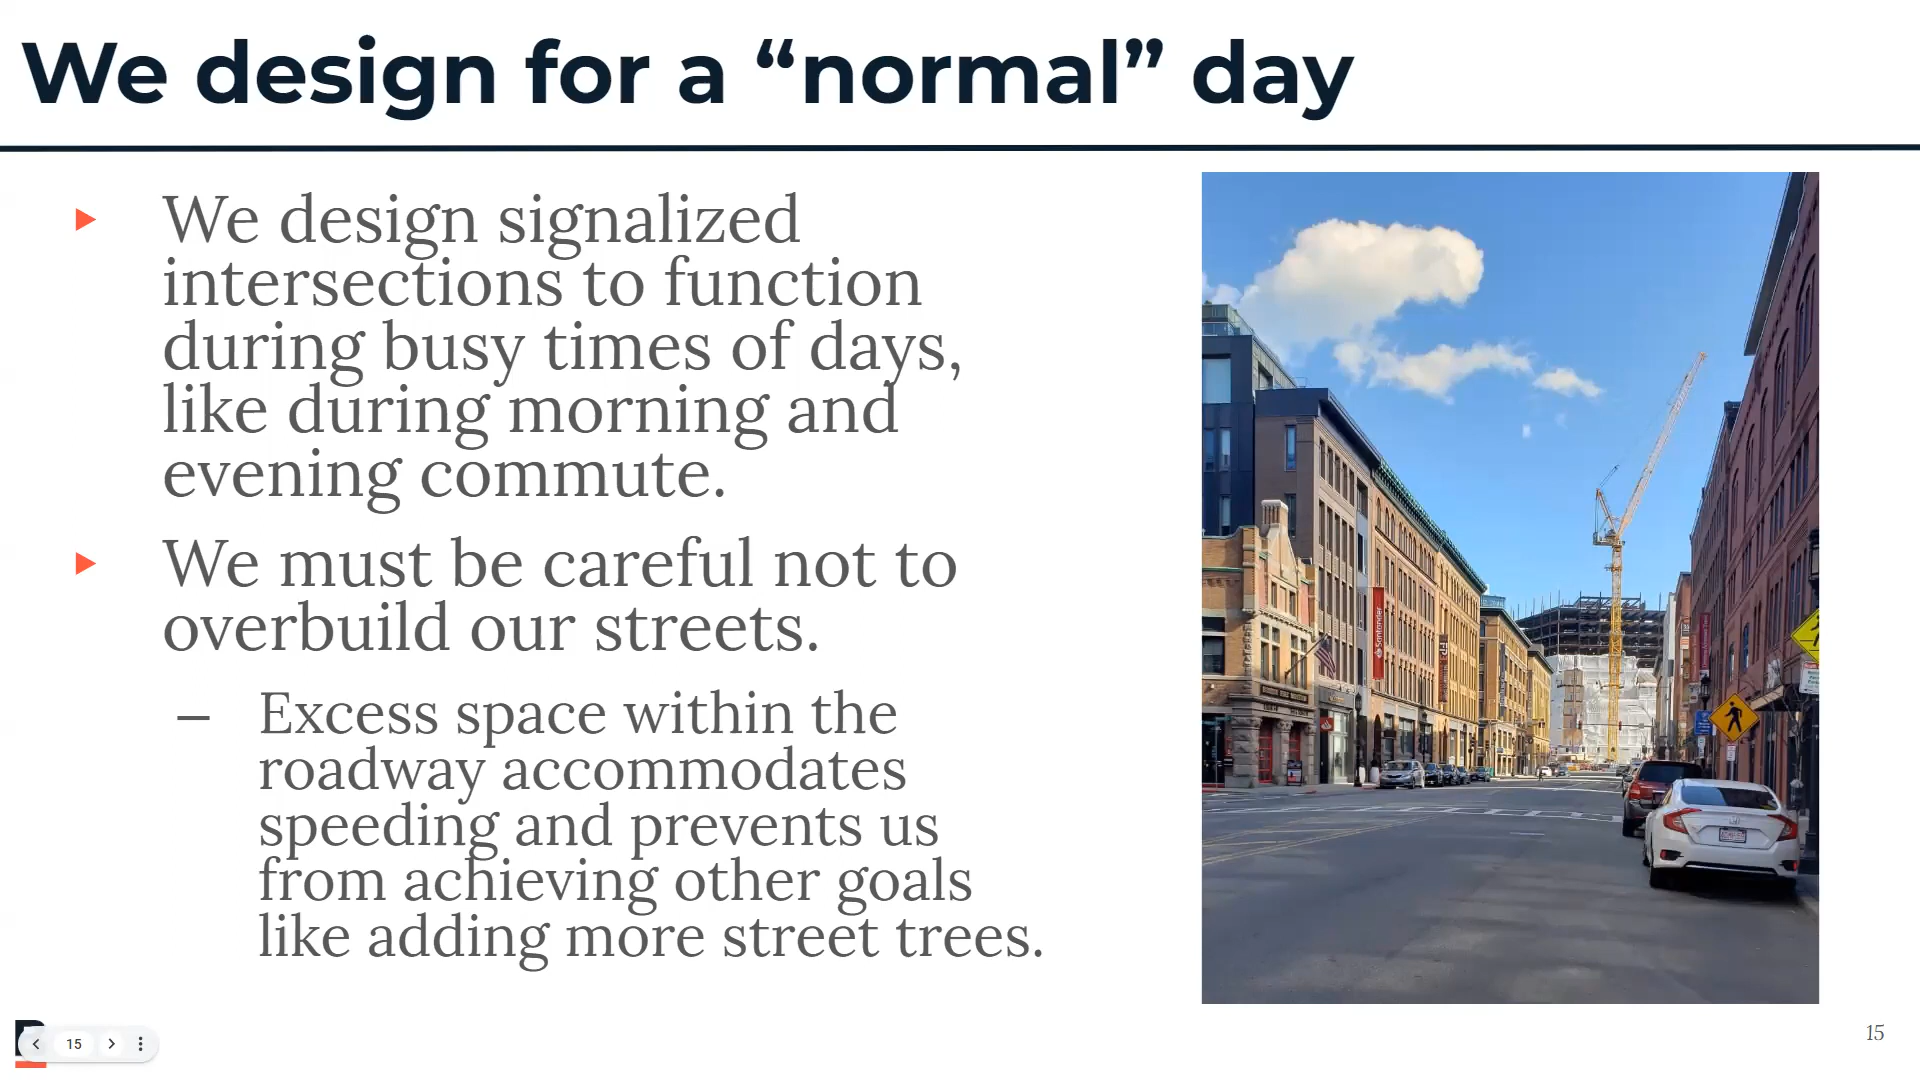 We design for a “normal” day
We design signalized
intersections to function
during busy times of days,
like during morning and
evening commute.
We must be careful not to
overbuild our streets.
– Excess space within the
roadway accommodates
speeding and prevents us
from achieving other goals
like adding more street trees.
Santander
15
15